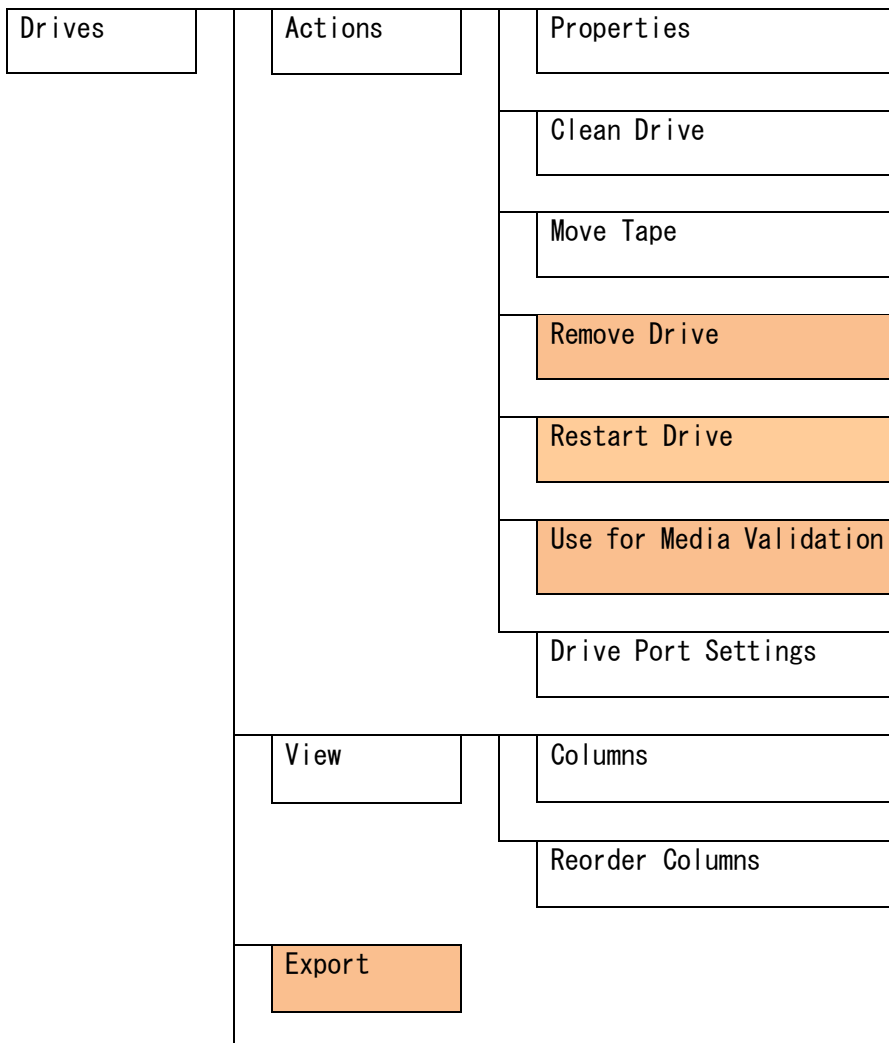 Drives
Actions
Properties
Clean Drive
Move Tape
Remove Drive
Restart Drive
Use for Media Validation
Drive Port Settings
View
Columns
Reorder Columns
Export